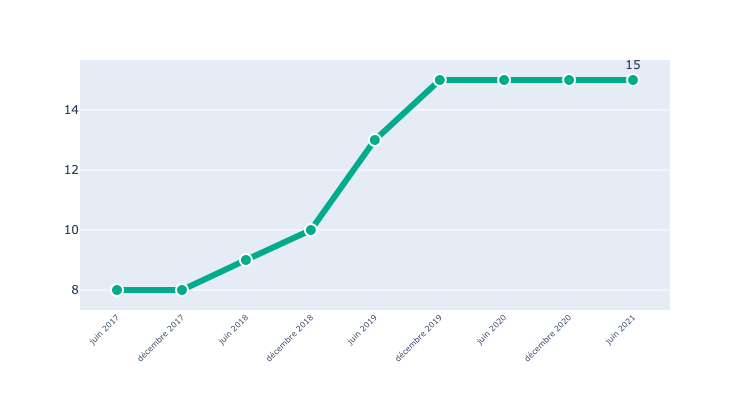 15
14
12
10
8
juin 2017
décembre 2017
juin 2018
décembre 2018
juin 2019
décembre 2019
juin 2020
décembre 2020
juin 2021